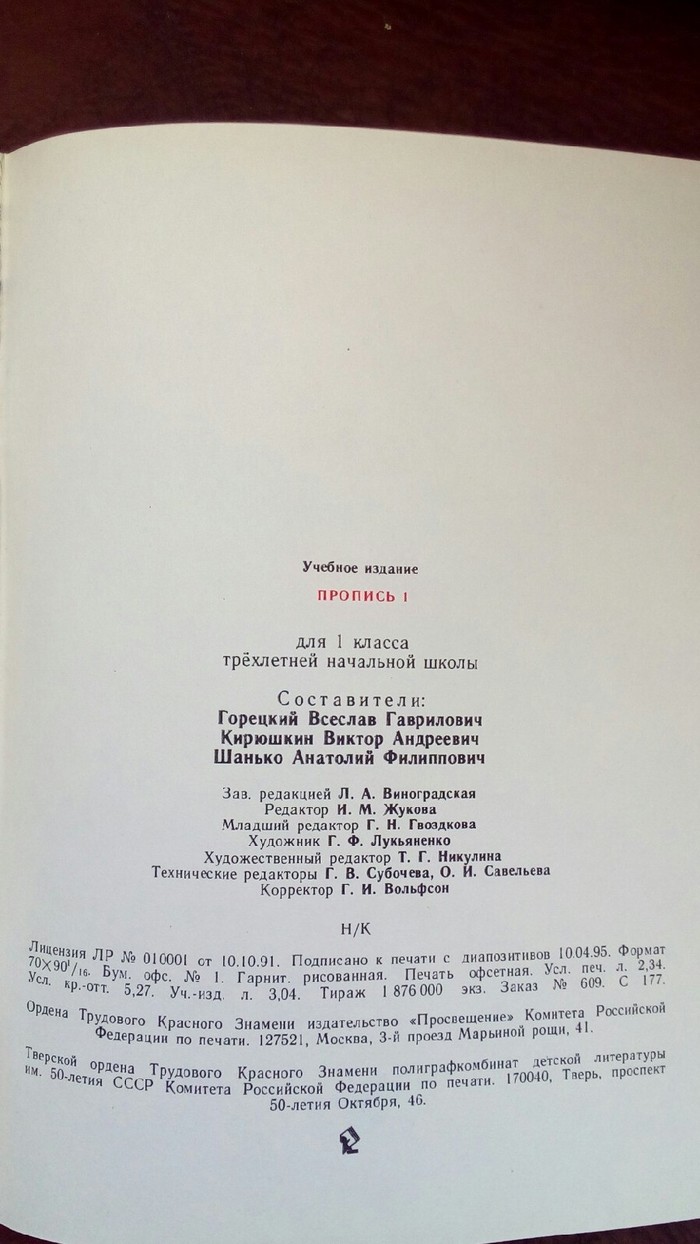 Учебное издание
ПРОПИСЬ 1
для 1 класса
трёхлетней начальной школы
Составители:
Горецкий Всеслав Гаврилович
Кирюшкин Виктор Андреевич
Шанько Анатолий Филиппович
Зав. редакцией Л. А. Виноградская
Редактор И. М. Жукова
Младший редактор Г. Н. Гвоздкова
Художник Г. Ф. Лукьяненко
Художественный редактор Т. Г. Никулина
Технические редакторы Г. В. Субочева, О. И. Савельева
Корректор Г. И. Вольфсон
Н/К
Лицензия ЛР № 010001 от 10.10.91. Подписано к печати с диапозитивов 10.04.95. Формат
70×90¹/₁₆. Бум. офс. № 1. Гарнит. рисованная. Печать офсетная. Усл. печ. л. 2,34.
Усл. кр.-отт. 5,27. Уч.-изд. л. 3,04. Тираж 1 876 000 экз. Заказ № 609. С 177.
Ордена Трудового Красного Знамени издательство «Просвещение» Комитета Российской
Федерации по печати. 127521, Москва, 3-й проезд Марьиной рощи, 41.
Тверской ордена Трудового Красного Знамени полиграфкомбинат детской литературы
им. 50-летия СССР Комитета Российской Федерации по печати. 170040, Тверь, проспект
50-летия Октября, 46.